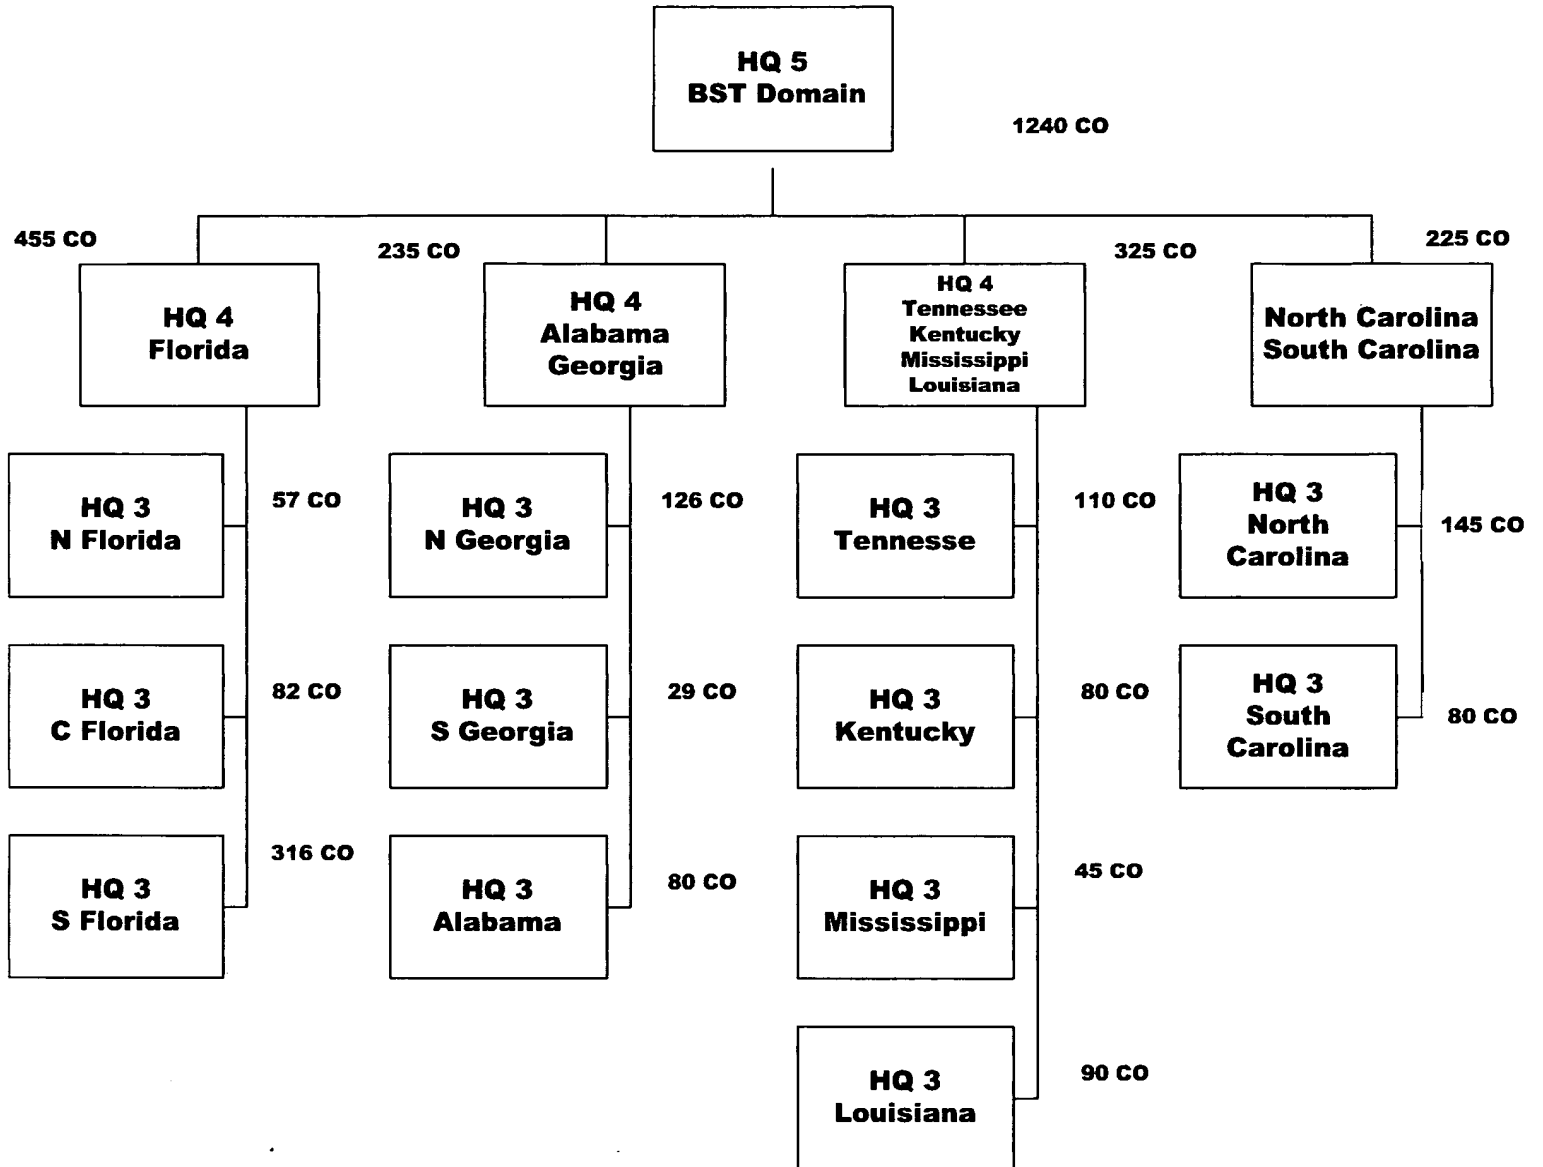 HQ 5
BST Domain
1240 CO
455 CO
235 CO
325 CO
225 CO
HQ 4
Florida
HQ 4
Alabama
Georgia
HQ 4
Tennessee
Kentucky
Mississippi
Louisiana
North Carolina
South Carolina
HQ 3
N Florida
57 CO
HQ 3
N Georgia
126 CO
HQ 3
Tennesse
110 CO
HQ 3
North
Carolina
145 CO
HQ 3
C Florida
82 CO
HQ 3
S Georgia
29 CO
HQ 3
Kentucky
80 CO
HQ 3
South
Carolina
80 CO
HQ 3
S Florida
316 CO
HQ 3
Alabama
80 CO
HQ 3
Mississippi
45 CO
HQ 3
Louisiana
90 CO